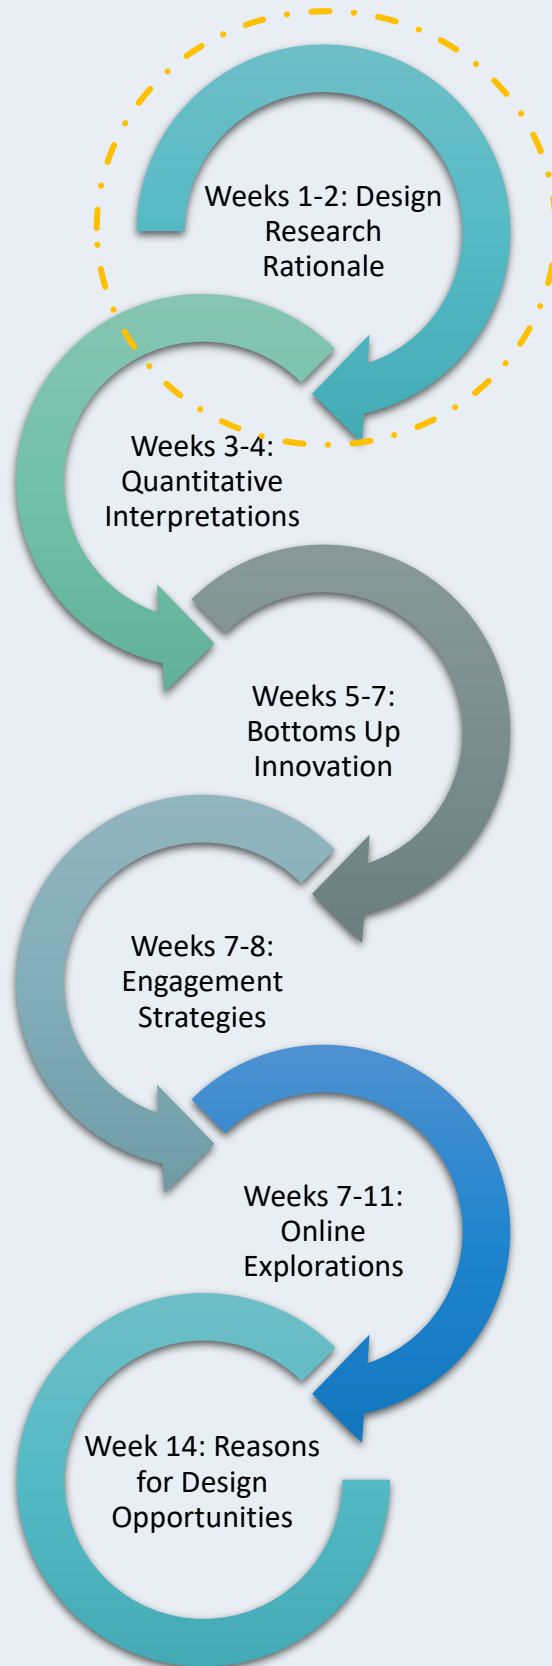 Weeks 1-2: Design
Research
Rationale
Weeks 3-4:
Quantitative
Interpretations
Weeks 5-7:
Bottoms Up
Innovation
Weeks 7-8:
Engagement
Strategies
Weeks 7-11:
Online
Explorations
Week 14: Reasons
for Design
Opportunities